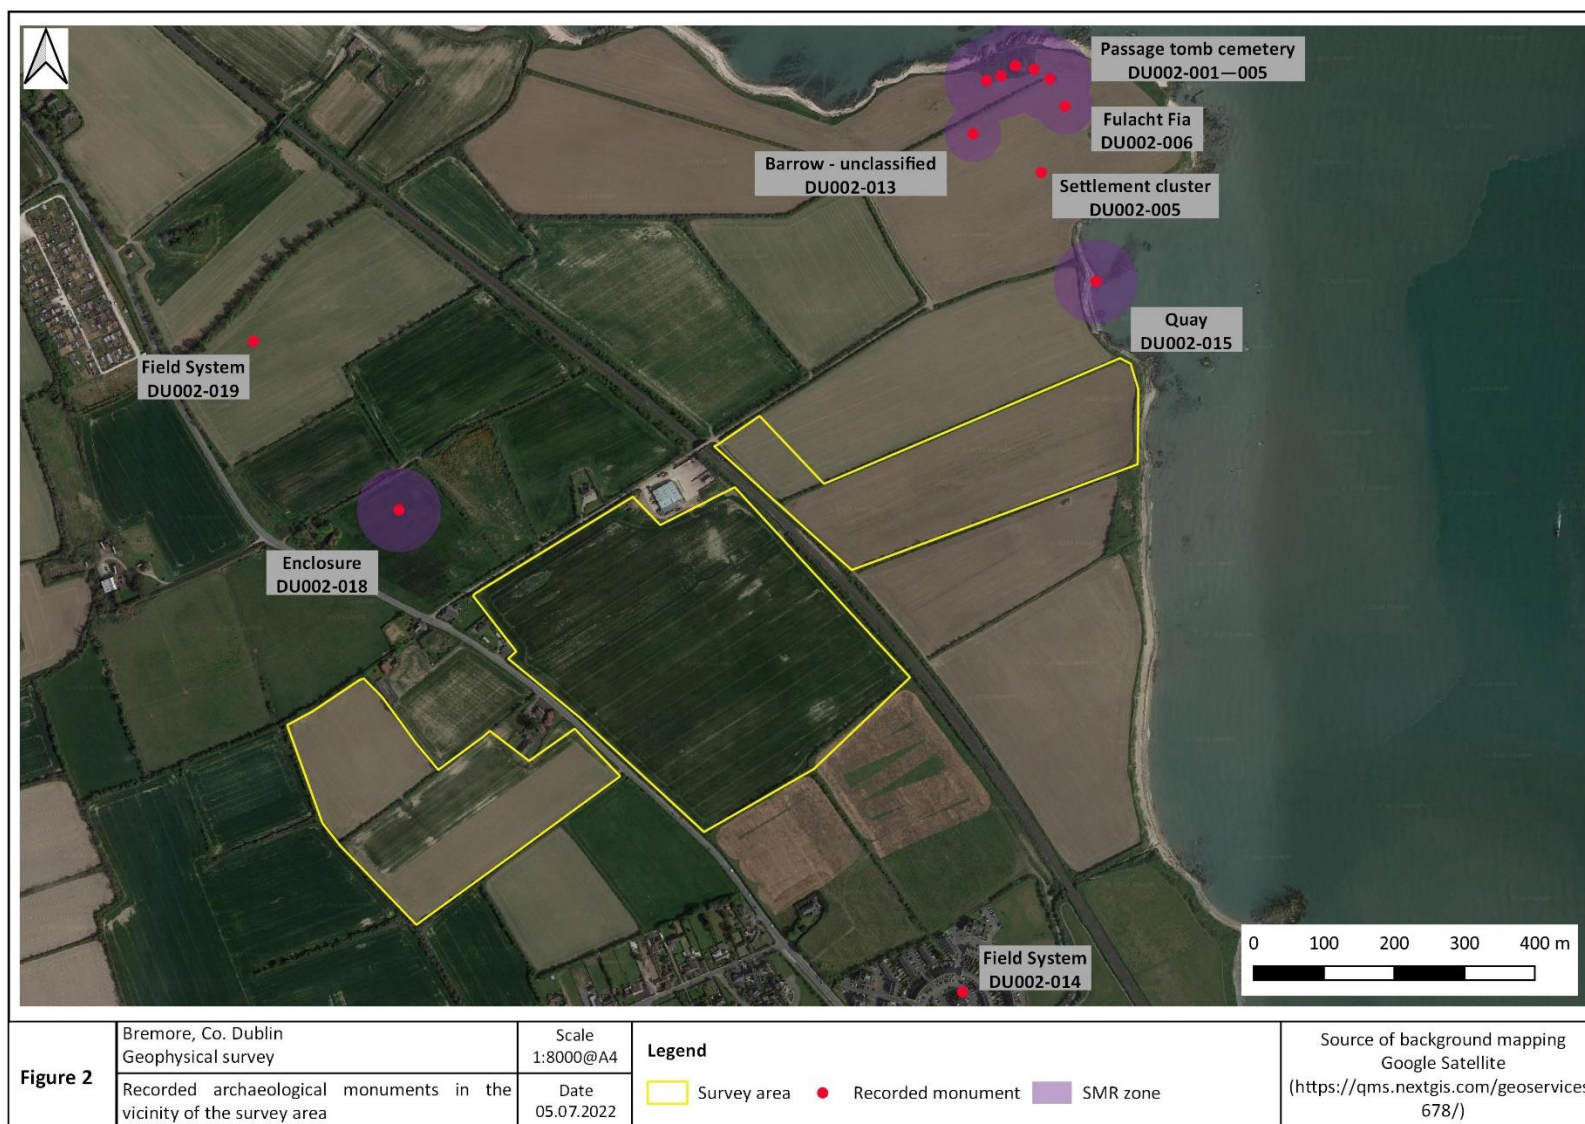 Passage tomb cemetery
DU002-001—005
Fulacht Fia
DU002-006
Barrow - unclassified
DU002-013
Settlement cluster
DU002-005
Quay
DU002-015
Field System
DU002-019
Enclosure
DU002-018
Field System
DU002-014
0 100 200 300 400 m
Figure 2
Bremore, Co. Dublin
Geophysical survey
Recorded archaeological monuments in the
vicinity of the survey area
Scale
1:8000@A4
Date
05.07.2022
Legend
Survey area
Recorded monument
SMR zone
Source of background mapping
Google Satellite
(https://qms.nextgis.com/geoservices
678/)